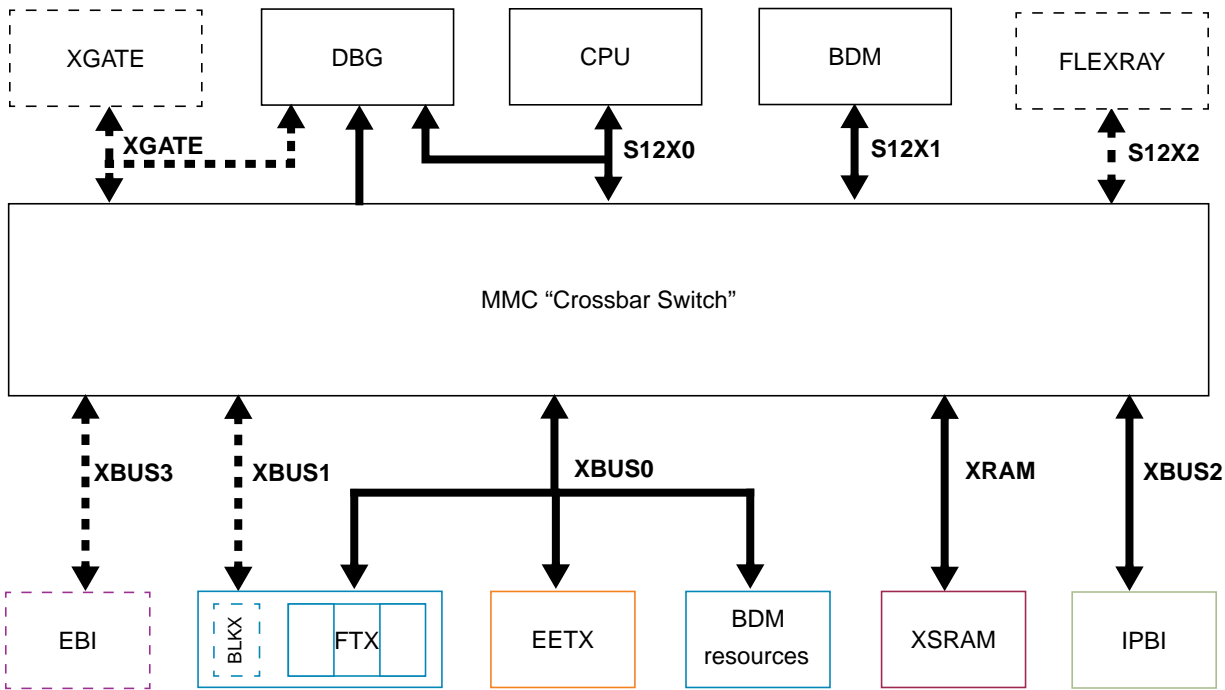 XGATE
DBG
CPU
BDM
FLEXRAY
XGATE
S12X0
S12X1
S12X2
MMC “Crossbar Switch”
XBUS3
XBUS1
XBUS0
XRAM
XBUS2
EBI
BLKX
FTX
EETX
BDM
resources
XSRAM
IPBI